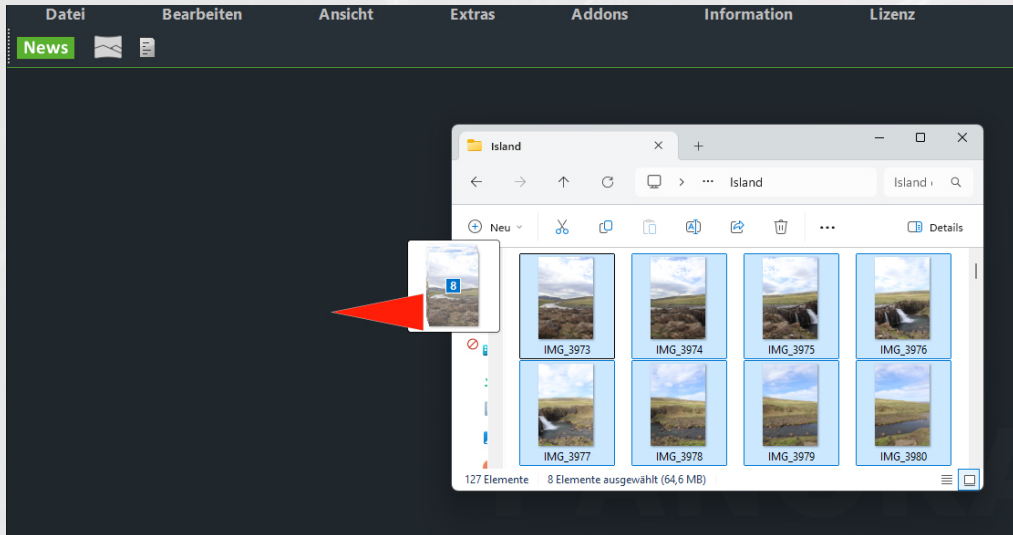 Datei Bearbeiten Ansicht Extras Addons Information Lizenz
News
Island
Island
Island
Neu
Details
8
IMG_3973 IMG_3974 IMG_3975 IMG_3976
IMG_3977 IMG_3978 IMG_3979 IMG_3980
127 Elemente 8 Elemente ausgewählt (64,6 MB)